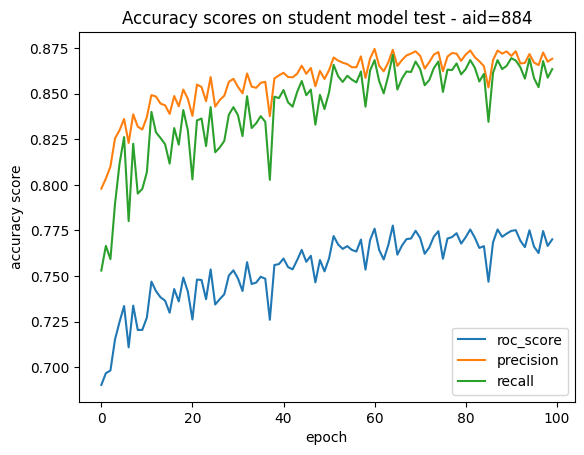 Accuracy scores on student model test - aid=884
accuracy score
0.875
0.850
0.825
0.800
0.775
0.750
0.725
0.700
0
20
40
60
80
100
epoch
roc_score
precision
recall